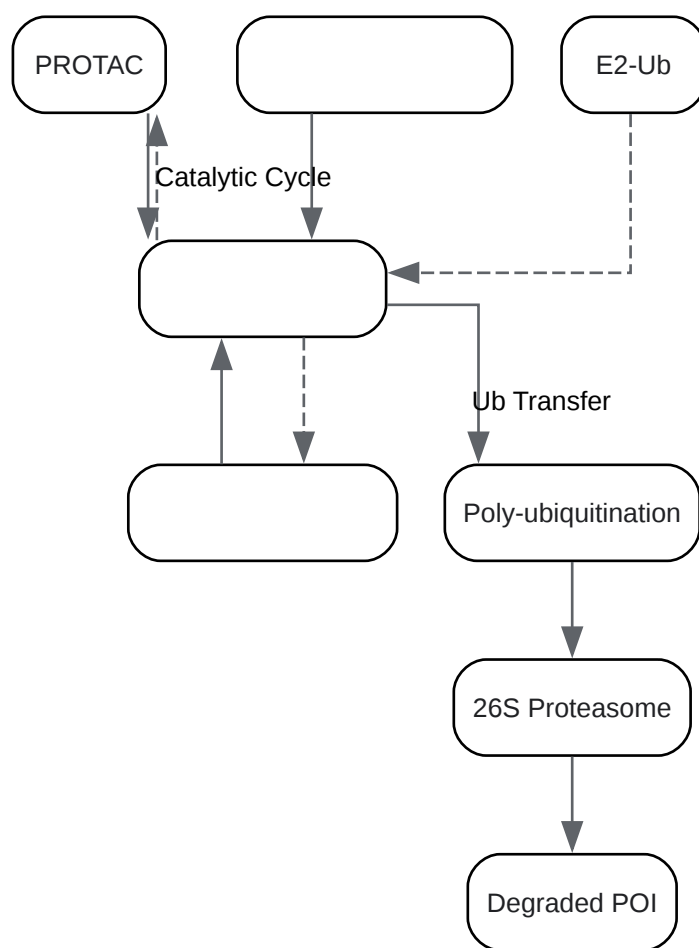 PROTAC
E2-Ub
Catalytic Cycle
Ub Transfer
Poly-ubiquitination
26S Proteasome
Degraded POI